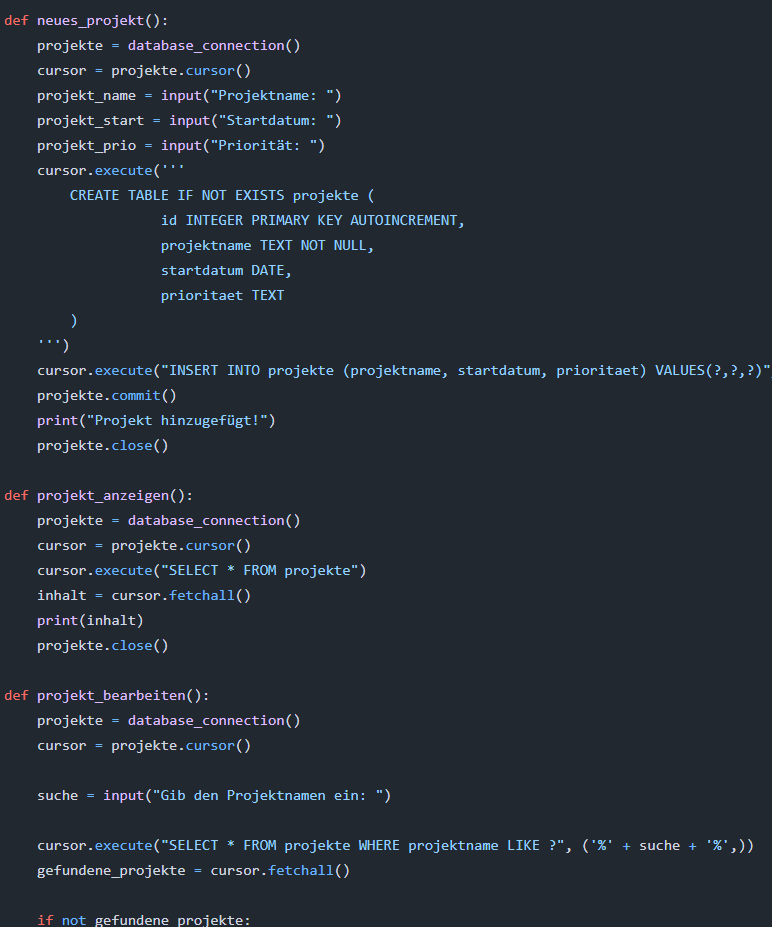 def neues_projekt():
    projekte = database_connection()
    cursor = projekte.cursor()
    projekt_name = input("Projektname: ")
    projekt_start = input("Startdatum: ")
    projekt_prio = input("Priorität: ")
    cursor.execute('''
        CREATE TABLE IF NOT EXISTS projekte (
                   id INTEGER PRIMARY KEY AUTOINCREMENT,
                   projektname TEXT NOT NULL,
                   startdatum DATE,
                   prioritaet TEXT
        )
    ''')
    cursor.execute("INSERT INTO projekte (projektname, startdatum, prioritaet) VALUES(?,?,?)",
    projekte.commit()
    print("Projekt hinzugefügt!")
    projekte.close()

def projekt_anzeigen():
    projekte = database_connection()
    cursor = projekte.cursor()
    cursor.execute("SELECT * FROM projekte")
    inhalt = cursor.fetchall()
    print(inhalt)
    projekte.close()

def projekt_bearbeiten():
    projekte = database_connection()
    cursor = projekte.cursor()

    suche = input("Gib den Projektnamen ein: ")

    cursor.execute("SELECT * FROM projekte WHERE projektname LIKE ?", ('%' + suche + '%',))
    gefundene_projekte = cursor.fetchall()

    if not gefundene_projekte: